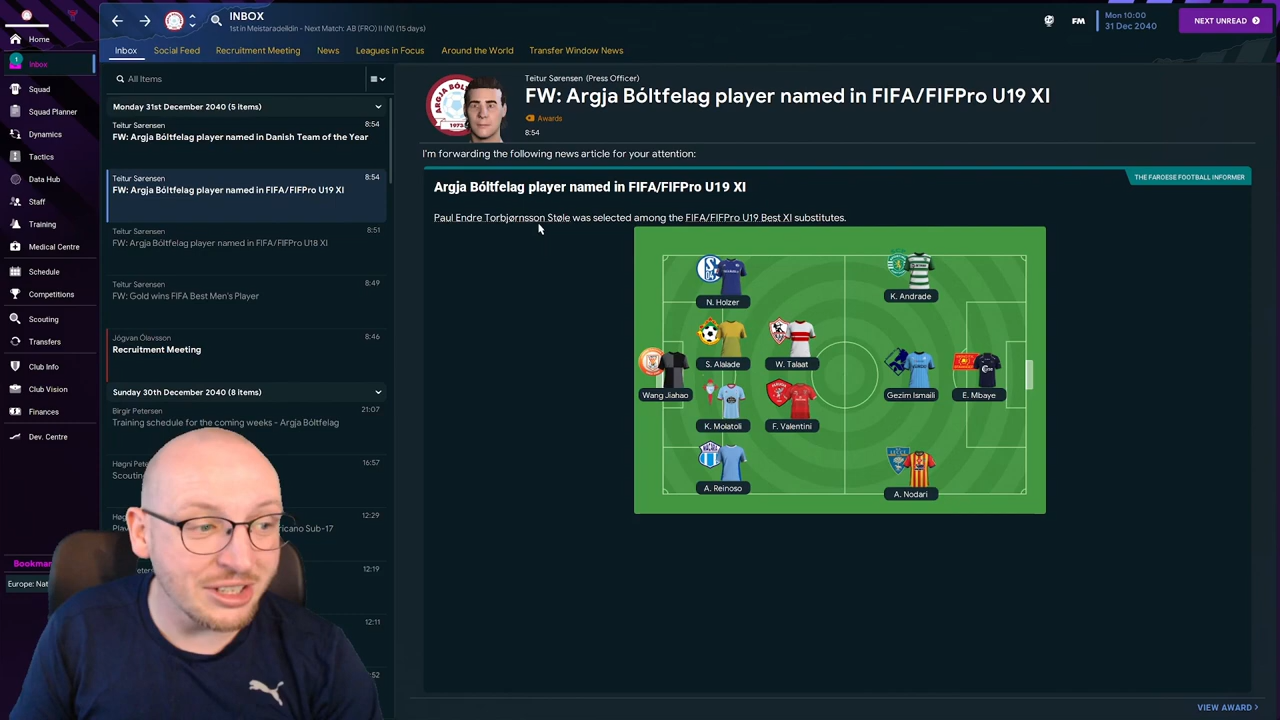 INBOX
1st in Meistaradeildin - Next Match: AB (FRO) II (N) (15 days)
FM
Mon 10:00
31 Dec 2040
NEXT UNREAD
Home
1
Inbox
Squad
Squad Planner
Dynamics
Tactics
Data Hub
Staff
Training
Medical Centre
Schedule
Competitions
Scouting
Transfers
Club Info
Club Vision
Finances
Dev. Centre
Europe: Nat
Inbox
Social Feed
Recruitment Meeting
News
Leagues in Focus
Around the World
Transfer Window News
All Items
Monday 31st December 2040 (5 items)
Teitur Sørensen 8:54
FW: Argja Bóltfelag player named in Danish Team of the Year
Teitur Sørensen 8:54
FW: Argja Bóltfelag player named in FIFA/FIFPro U19 XI
Teitur Sørensen 8:51
FW: Argja Bóltfelag player named in FIFA/FIFPro U18 XI
Teitur Sørensen 8:49
FW: Gold wins FIFA Best Men's Player
Jógvan Ólavsson 8:46
Recruitment Meeting
Sunday 30th December 2040 (8 items)
Birgir Petersen 21:07
Training schedule for the coming weeks - Argja Bóltfelag
16:57
12:29
12:19
12:11
Teitur Sørensen (Press Officer)
FW: Argja Bóltfelag player named in FIFA/FIFPro U19 XI
Awards
8:54
I'm forwarding the following news article for your attention:
THE FAROESE FOOTBALL INFORMER
Argja Bóltfelag player named in FIFA/FIFPro U19 XI
Paul Endre Torbjørnsson Støle was selected among the FIFA/FIFPro U19 Best XI substitutes.
N. Holzer
K. Andrade
S. Alalade
W. Talaat
Wang Jiahao
Gezim Ismaili
E. Mbaye
K. Molatoli
F. Valentini
A. Reinoso
A. Nodari
VIEW AWARD